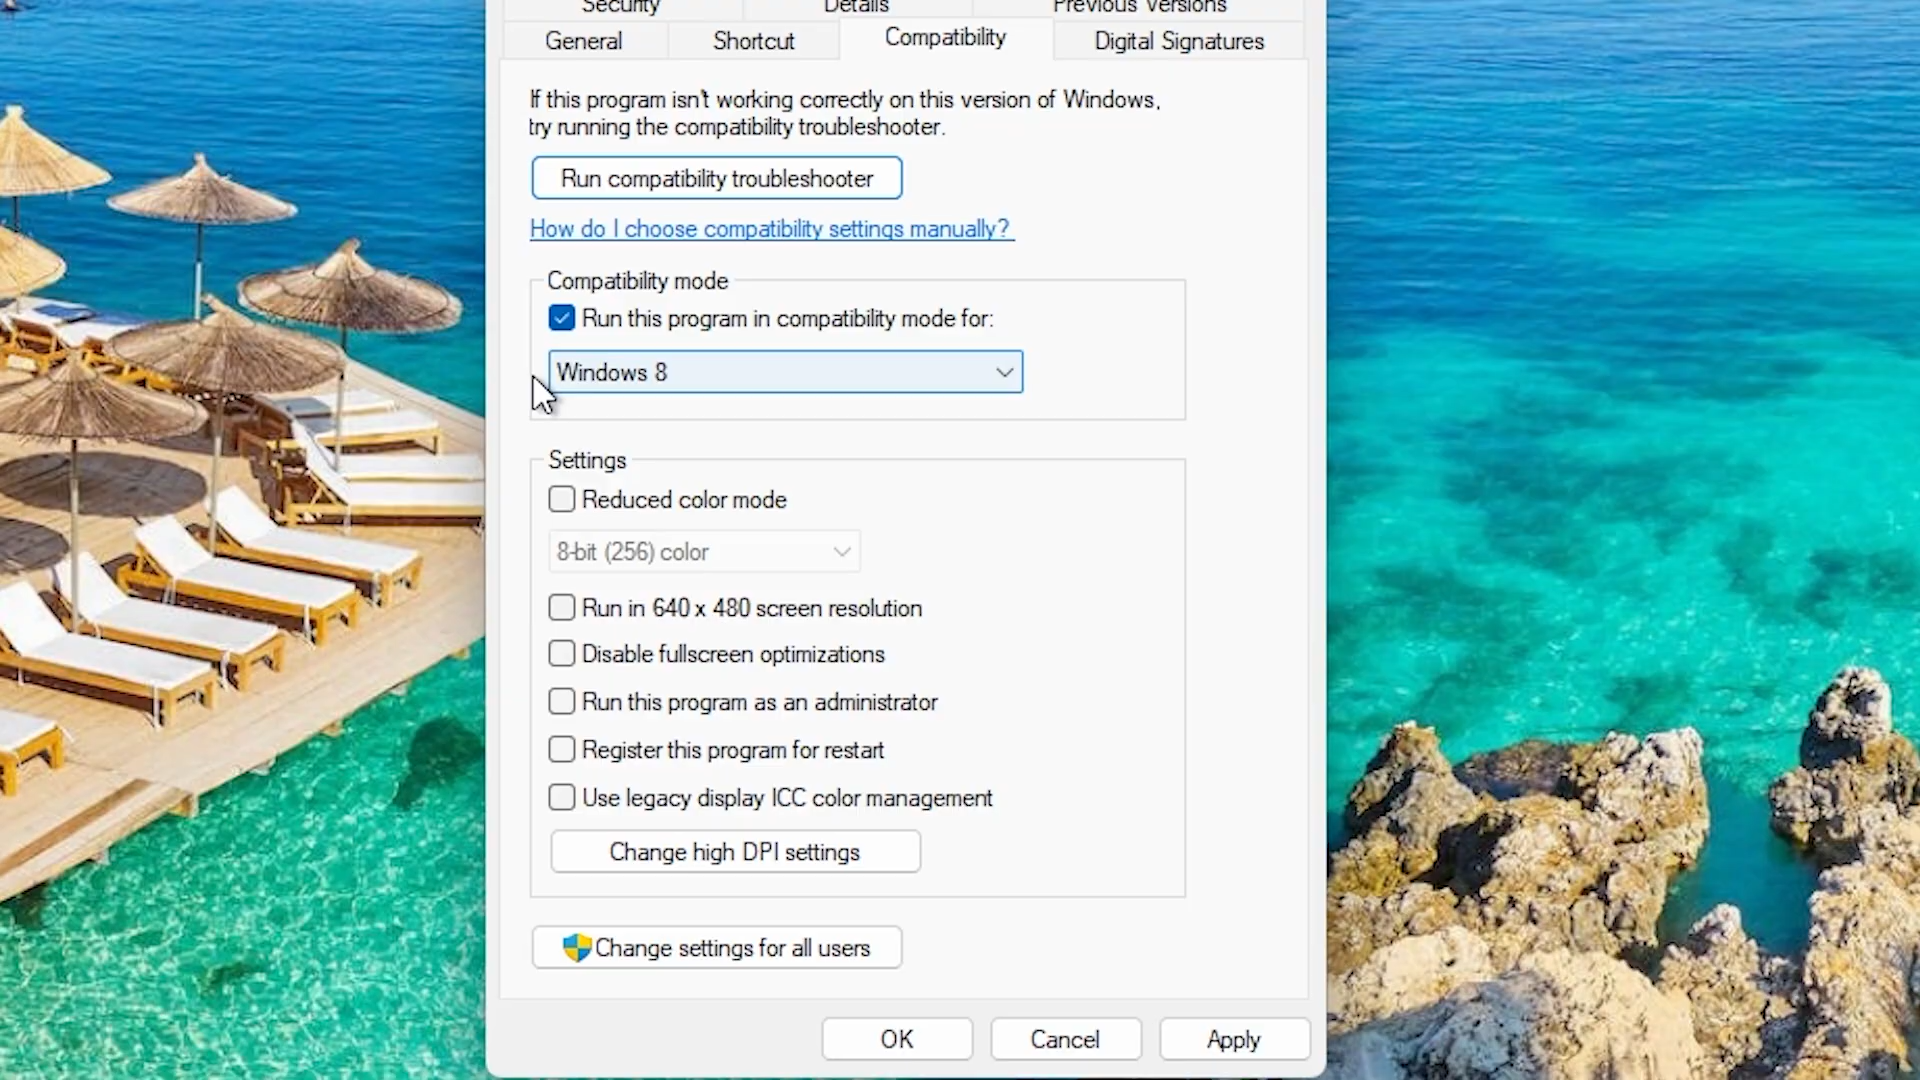 Security Details Previous Versions
General Shortcut Compatibility Digital Signatures
If this program isn't working correctly on this version of Windows,
try running the compatibility troubleshooter.
Run compatibility troubleshooter
How do I choose compatibility settings manually?
Compatibility mode
Run this program in compatibility mode for:
Windows 8
Settings
Reduced color mode
8-bit (256) color
Run in 640 x 480 screen resolution
Disable fullscreen optimizations
Run this program as an administrator
Register this program for restart
Use legacy display ICC color management
Change high DPI settings
Change settings for all users
OK Cancel Apply